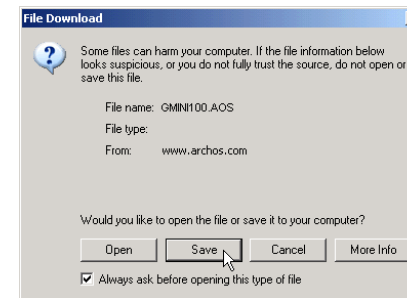 File Download
Some files can harm your computer. If the file information below
looks suspicious, or you do not fully trust the source, do not open or
save this file.
File name: GMINI100.AOS
File type:
From: www.archos.com
Would you like to open the file or save it to your computer?
Open Save Cancel More Info
Always ask before opening this type of file